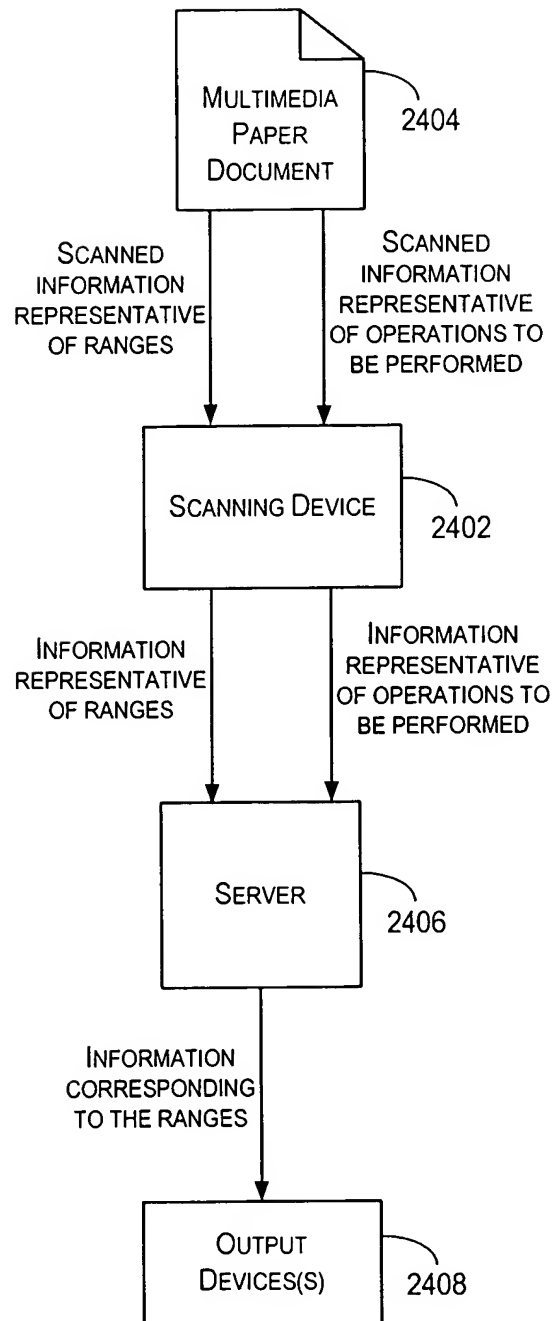 MULTIMEDIA
PAPER
DOCUMENT
2404
SCANNED
INFORMATION
REPRESENTATIVE
OF RANGES
SCANNED
INFORMATION
REPRESENTATIVE
OF OPERATIONS TO
BE PERFORMED
SCANNING DEVICE
2402
INFORMATION
REPRESENTATIVE
OF RANGES
INFORMATION
REPRESENTATIVE
OF OPERATIONS TO
BE PERFORMED
SERVER
2406
INFORMATION
CORRESPONDING
TO THE RANGES
OUTPUT
DEVICES(S)
2408